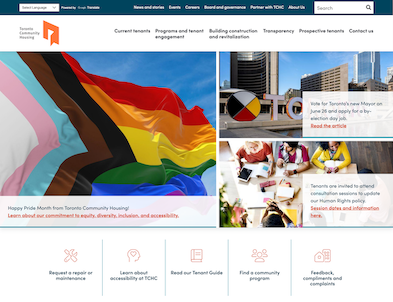 Select Language
Powered by Google Translate
News and stories Events Careers Board and governance Partner with TCHC
Search
Toronto
Community
Housing
Current tenants Programs and tenant engagement Building construction and revitalization Transparency Prospective tenants Contact us
Vote for Toronto's new Mayor on
June 26 and apply for a by-
election day job.
Read the article
Happy Pride Month from Toronto Community Housing!
Learn about our commitment to equity, diversity, inclusion, and accessibility.
Tenants are invited to attend
consultation sessions to update
our Human Rights policy.
Session dates and information
here.
Request a repair or
maintenance
Learn about
accessibility at TCHC
Read our Tenant Guide
Find a community
program
Feedback,
compliments and
complaints